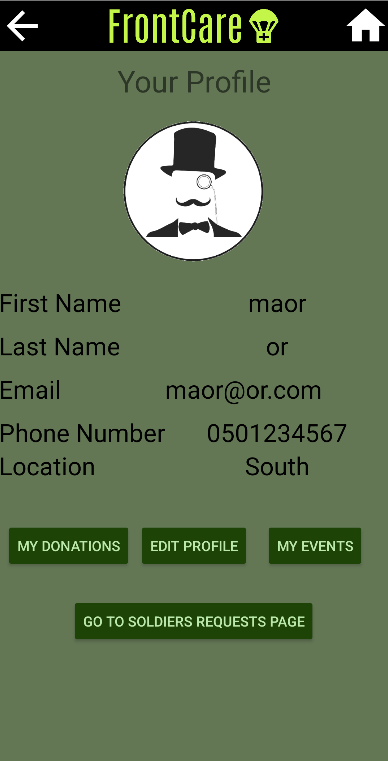 FrontCare
Your Profile
First Name maor
Last Name or
Email maor@or.com
Phone Number 0501234567
Location South
MY DONATIONS EDIT PROFILE MY EVENTS
GO TO SOLDIERS REQUESTS PAGE